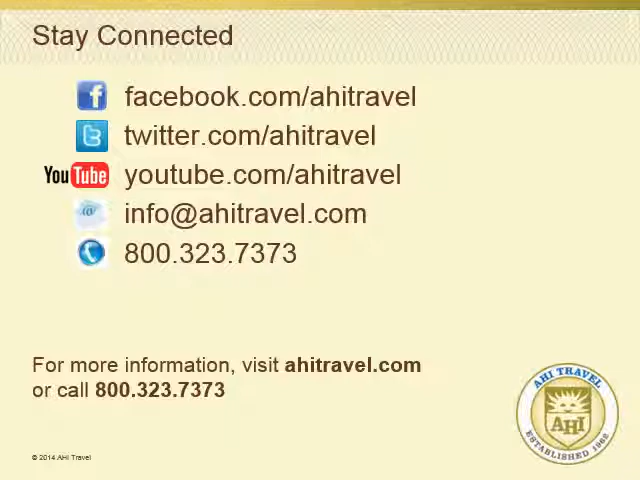 Stay Connected
facebook.com/ahitravel
twitter.com/ahitravel
YouTube youtube.com/ahitravel
info@ahitravel.com
800.323.7373
For more information, visit ahitravel.com
or call 800.323.7373
AHI TRAVEL
AHI
ESTABLISHED 1962
© 2014 AHI Travel